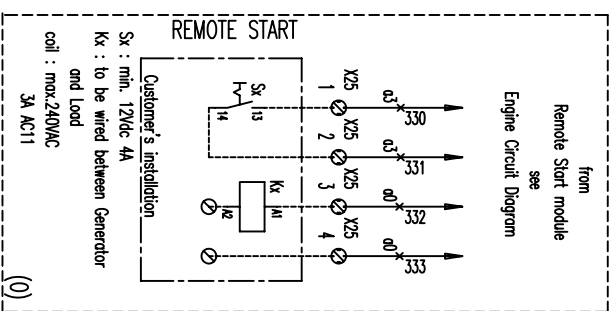 REMOTE START
from
Remote Start module
see
Engine Circuit Diagram
X25
1
a3
330
X25
2
a3
331
X25
3
a0
332
X25
4
a0
333
Sx
13
14
Kx
A1
A2
Customer's installation
Sx : min. 12Vdc 4A
Kx : to be wired between Generator
and Load
coil : max.240VAC
3A AC11
(O)